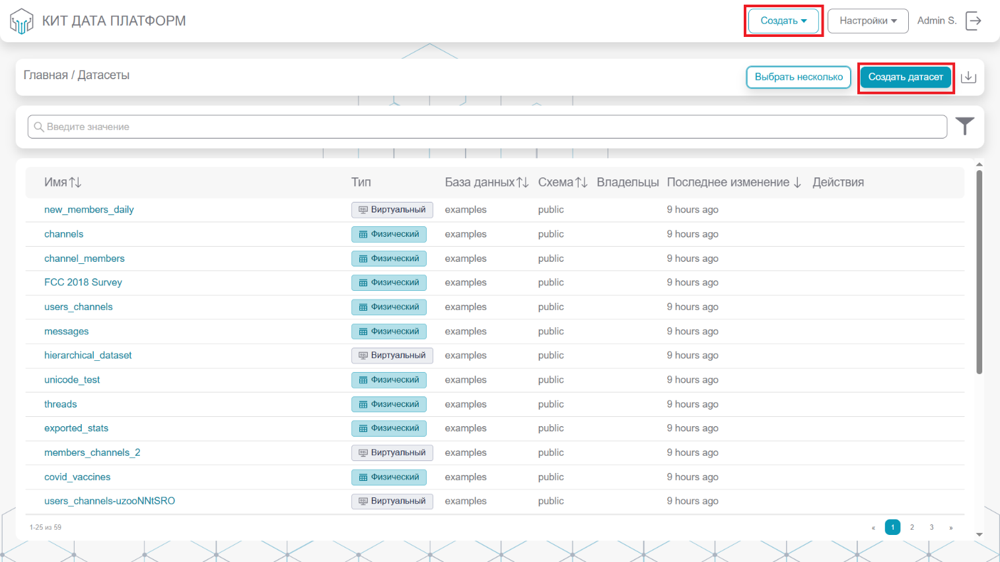 КИТ ДАТА ПЛАТФОРМ Создать Настройки Admin S.
Главная / Датасеты Выбрать несколько Создать датасет
Введите значение
Имя Тип База данных Схема Владельцы Последнее изменение Действия
new_members_daily Виртуальный examples public 9 hours ago
channels Физический examples public 9 hours ago
channel_members Физический examples public 9 hours ago
FCC 2018 Survey Физический examples public 9 hours ago
users_channels Физический examples public 9 hours ago
messages Физический examples public 9 hours ago
hierarchical_dataset Виртуальный examples public 9 hours ago
unicode_test Физический examples public 9 hours ago
threads Физический examples public 9 hours ago
exported_stats Физический examples public 9 hours ago
members_channels_2 Виртуальный examples public 9 hours ago
covid_vaccines Физический examples public 9 hours ago
users_channels-uzooNNtSRO Виртуальный examples public 9 hours ago
1-25 из 59 « 1 2 3 »